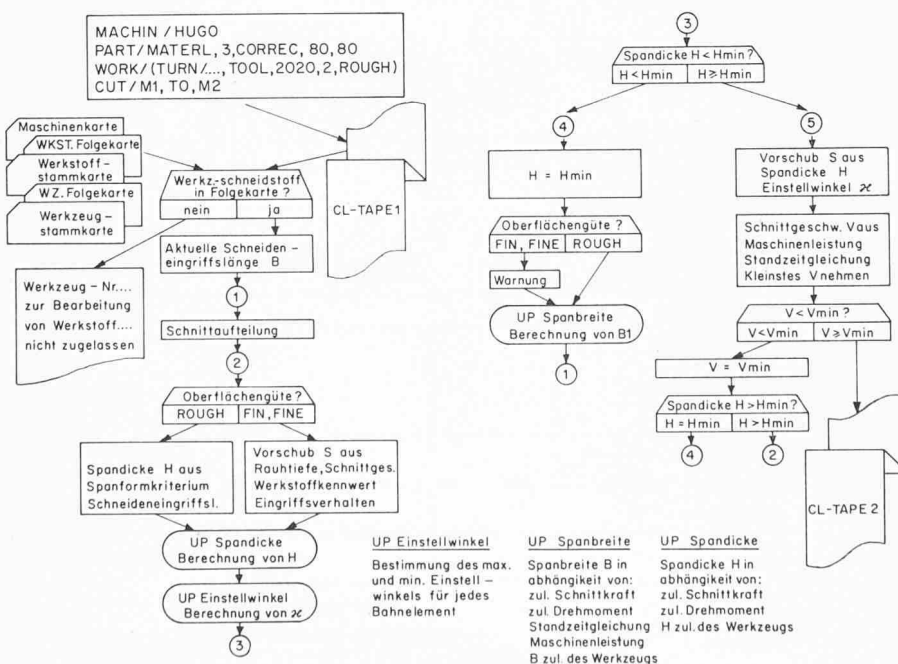 MACHIN / HUGO
PART/ MATERL, 3, CORREC, 80, 80
WORK/ (TURN /...., TOOL, 2020, 2, ROUGH)
CUT / M1, TO, M2
Maschinenkarte
WKST. Folgekarte
Werkstoff-
stammkarte
WZ. Folgekarte
Werkzeug-
stammkarte
CL-TAPE1
Werkz.-schneidstoff
in Folgekarte ?
nein
ja
Werkzeug – Nr....
zur Bearbeitung
von Werkstoff....
nicht zugelassen
Aktuelle Schneiden –
eingriffslänge B
1
Schnittaufteilung
2
Oberflächengüte ?
ROUGH
FIN, FINE
Spandicke H aus
Spanformkriterium
Schneideneingriffsl.
Vorschub S aus
Rauhtiefe, Schnittges.
Werkstoffkennwert
Eingriffsverhalten
UP Spandicke
Berechnung von H
UP Einstellwinkel
Berechnung von ϰ
3
3
Spandicke H < Hmin ?
H < Hmin
H ≥ Hmin
4
H = Hmin
Oberflächengüte ?
FIN, FINE
ROUGH
Warnung
UP Spanbreite
Berechnung von B1
1
5
Vorschub S aus
Spandicke H
Einstellwinkel ϰ
Schnittgeschw. V aus
Maschinenleistung
Standzeitgleichung
Kleinstes V nehmen
V < Vmin ?
V < Vmin
V ≥ Vmin
V = Vmin
Spandicke H > Hmin ?
H = Hmin
H > Hmin
4
2
CL-TAPE 2
UP Einstellwinkel
Bestimmung des max.
und min. Einstell –
winkels für jedes
Bahnelement
UP Spanbreite
Spanbreite B in
abhängigkeit von:
zul. Schnittkraft
zul. Drehmoment
Standzeitgleichung
Maschinenleistung
B zul. des Werkzeugs
UP Spandicke
Spandicke H in
abhängigkeit von:
zul. Schnittkraft
zul. Drehmoment
H zul. des Werkzeugs